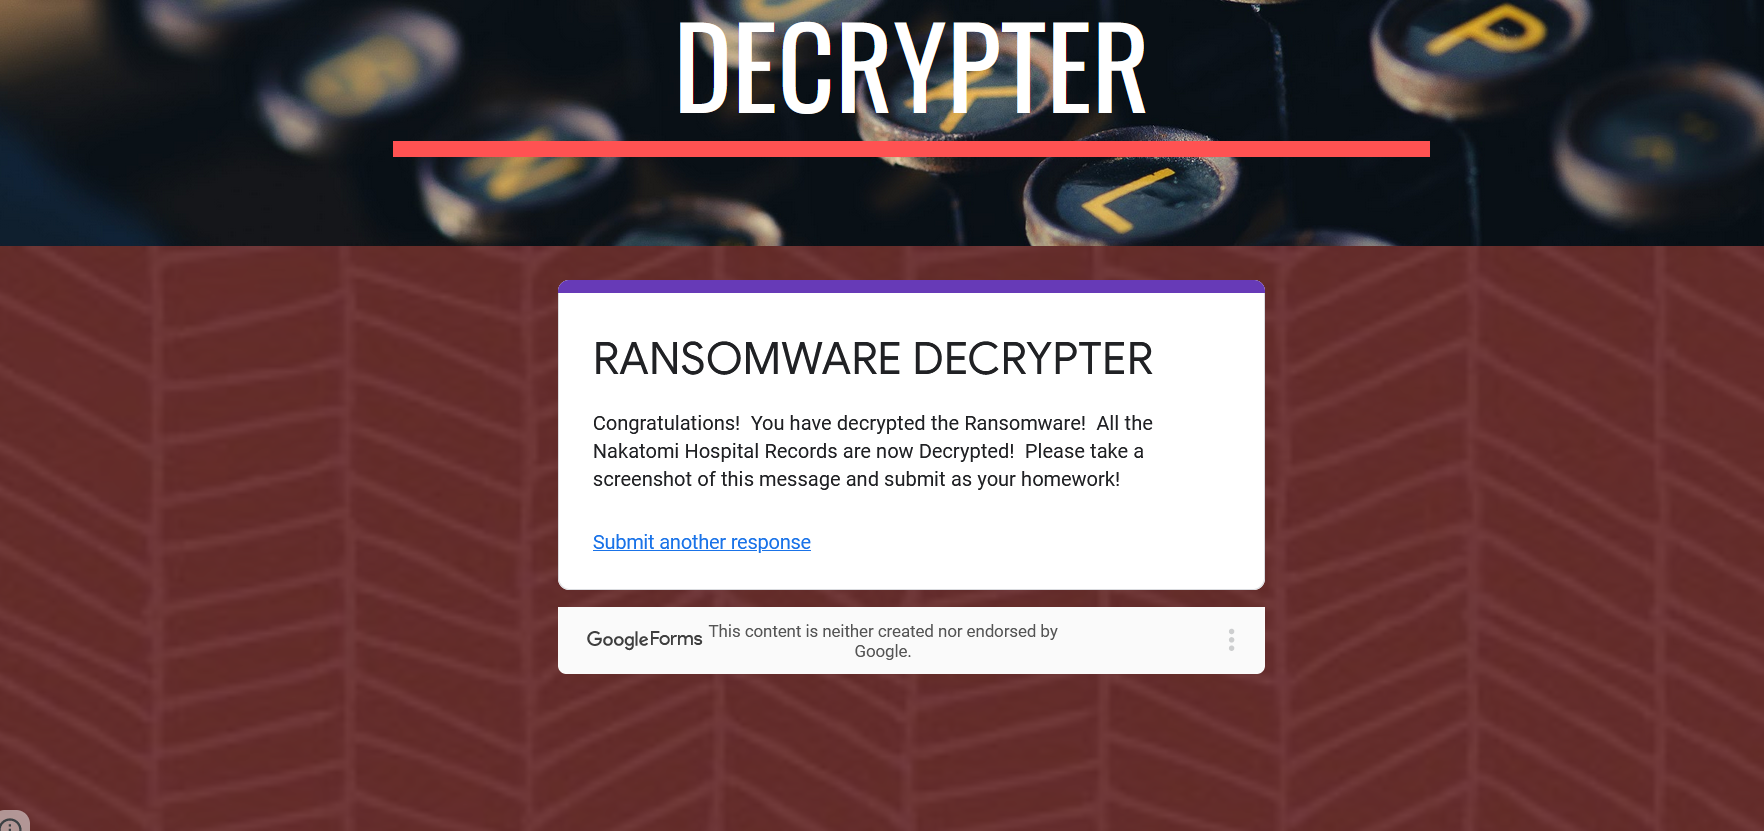 DECRYPTER
RANSOMWARE DECRYPTER
Congratulations!  You have decrypted the Ransomware!  All the
Nakatomi Hospital Records are now Decrypted!  Please take a
screenshot of this message and submit as your homework!
Submit another response
Google Forms
This content is neither created nor endorsed by
Google.
P
K
N
L